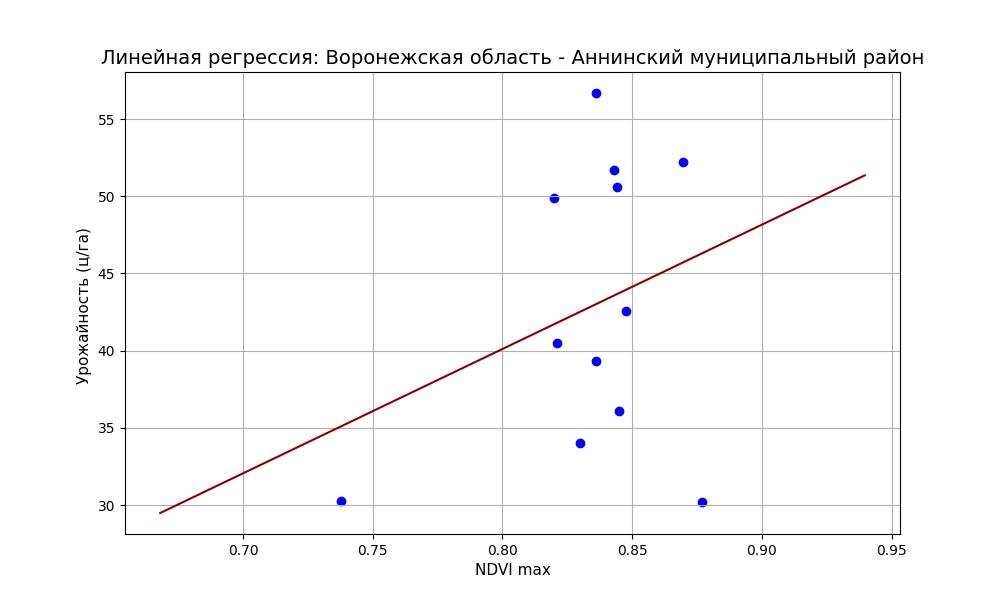 Линейная регрессия: Воронежская область - Аннинский муниципальный район
Урожайность (ц/га)
55
50
45
40
35
30
0.70 0.75 0.80 0.85 0.90 0.95
NDVI max